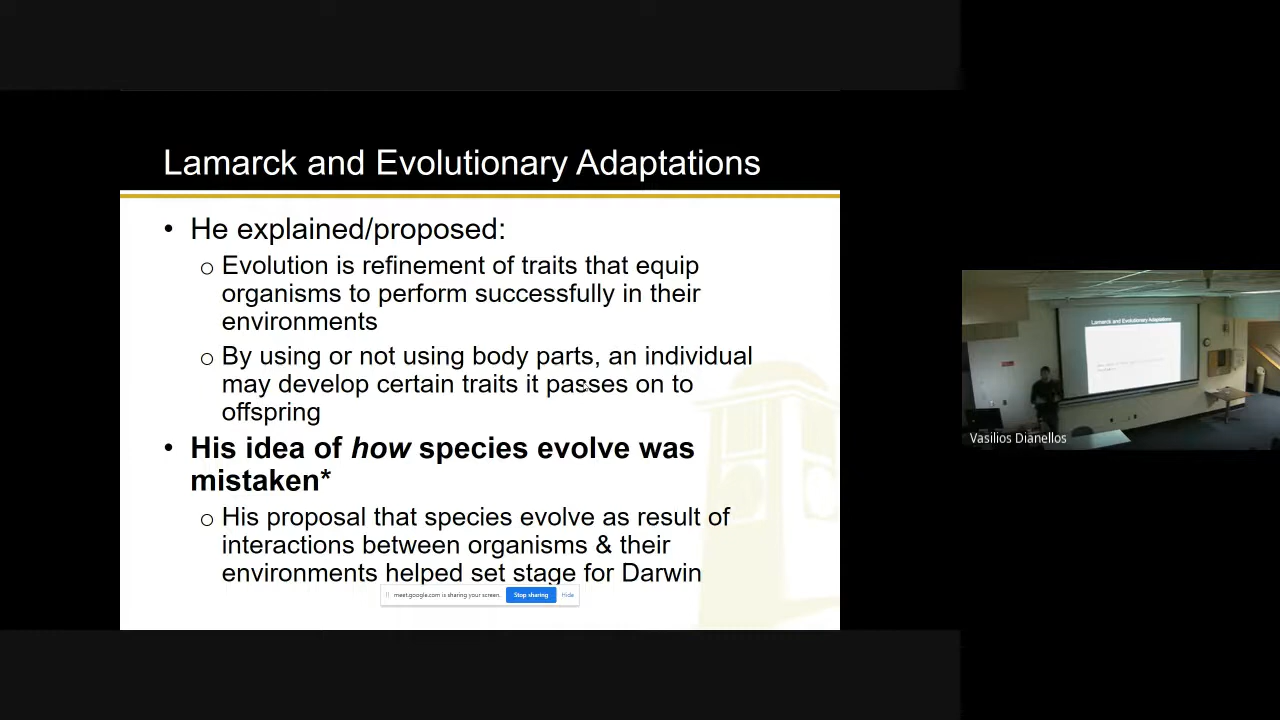 Lamarck and Evolutionary Adaptations
• He explained/proposed:
o Evolution is refinement of traits that equip
organisms to perform successfully in their
environments
o By using or not using body parts, an individual
may develop certain traits it passes on to
offspring
• His idea of how species evolve was
mistaken*
o His proposal that species evolve as result of
interactions between organisms & their
environments helped set stage for Darwin
meet.google.com is sharing your screen.
Stop sharing
Hide
Lamarck and Evolutionary Adaptations
Vasilios Dianellos